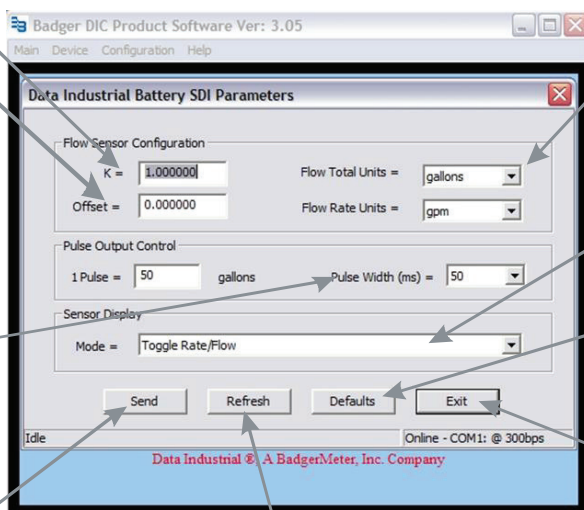 Badger DIC Product Software Ver: 3.05
Main Device Configuration Help
Data Industrial Battery SDI Parameters
Flow Sensor Configuration
K = 1.000000 Flow Total Units = gallons
Offset = 0.000000 Flow Rate Units = gpm
Pulse Output Control
1 Pulse = 50 gallons Pulse Width (ms) = 50
Sensor Display
Mode = Toggle Rate/Flow
Send Refresh Defaults Exit
Idle Online - COM1: @ 300bps
Data Industrial ®, A BadgerMeter, Inc. Company